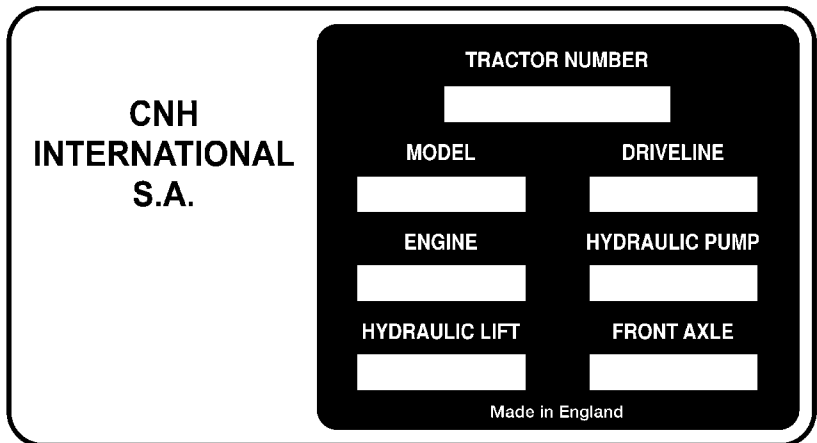 CNH
INTERNATIONAL
S.A.
TRACTOR NUMBER
MODEL
DRIVELINE
ENGINE
HYDRAULIC PUMP
HYDRAULIC LIFT
FRONT AXLE
Made in England